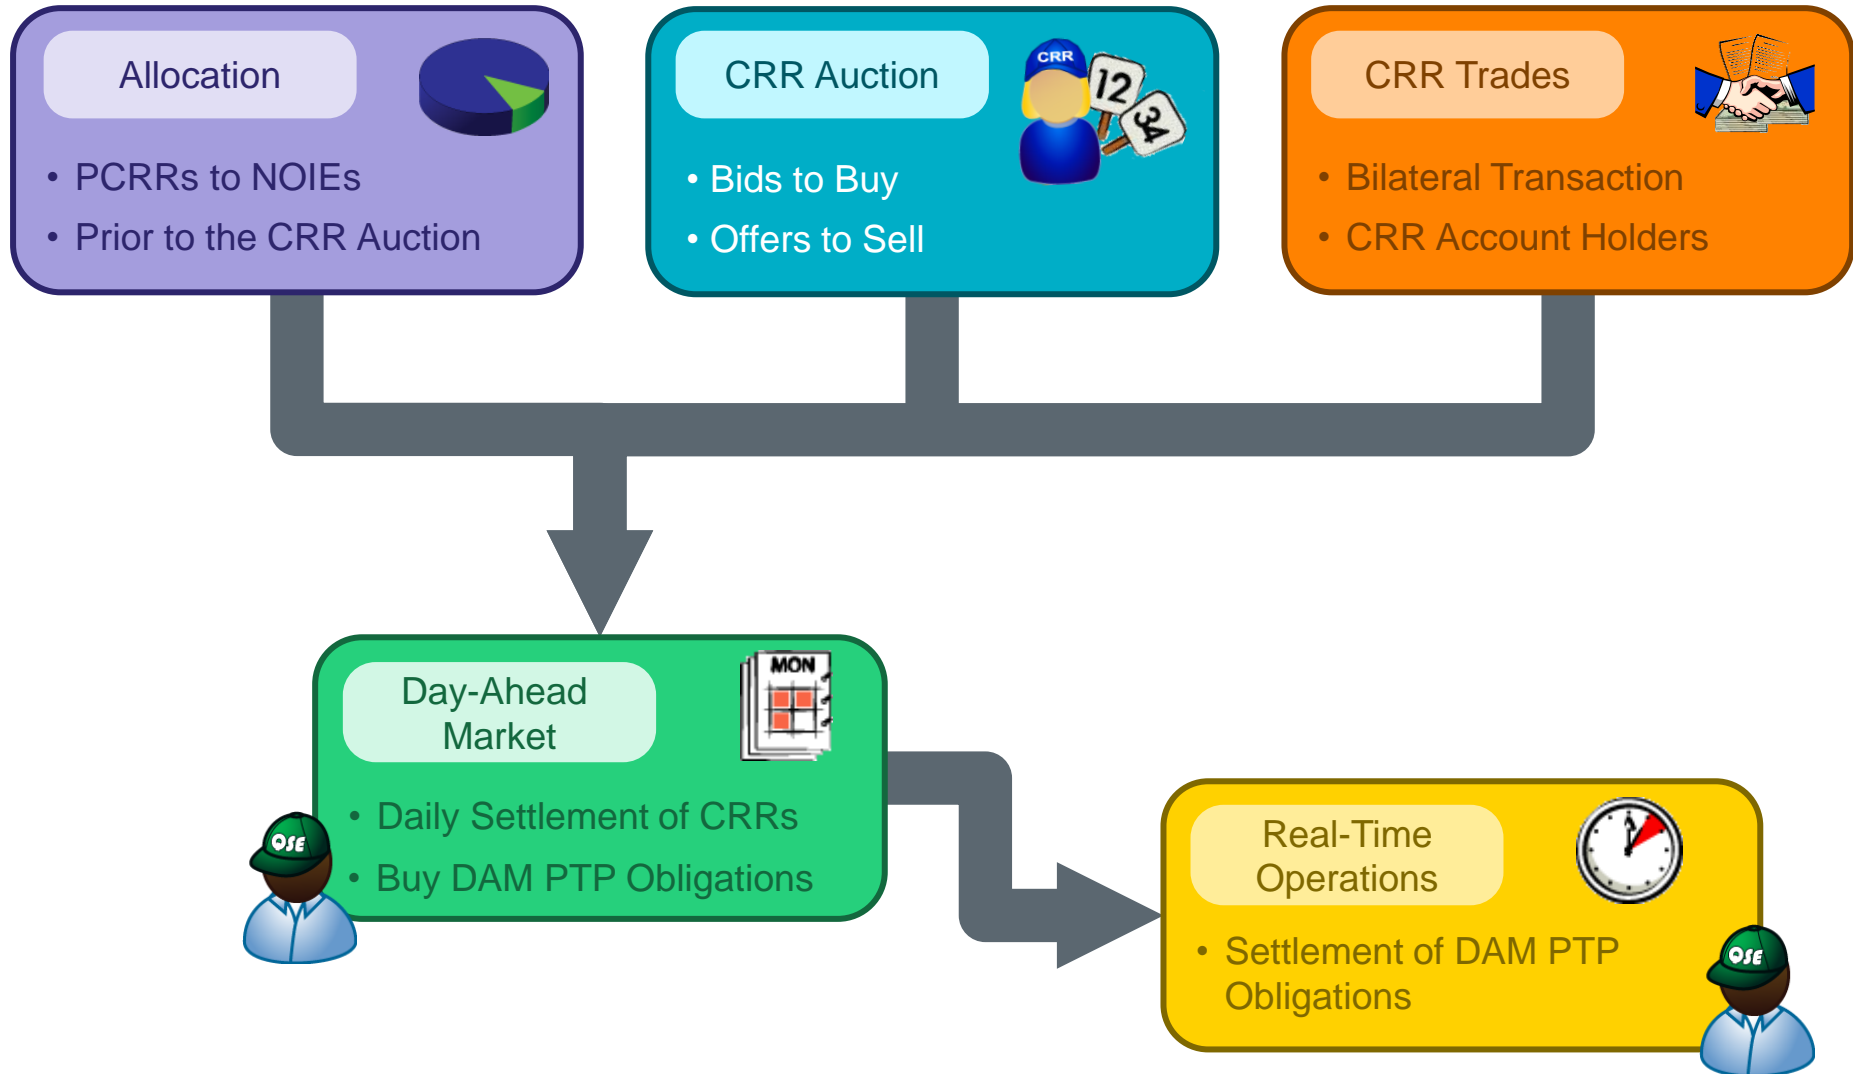 Allocation
• PCRRs to NOIEs
• Prior to the CRR Auction
CRR Auction
CRR
12
34
• Bids to Buy
• Offers to Sell
CRR Trades
• Bilateral Transaction
• CRR Account Holders
Day-Ahead
Market
MON
• Daily Settlement of CRRs
• Buy DAM PTP Obligations
QSE
Real-Time
Operations
• Settlement of DAM PTP
Obligations
QSE